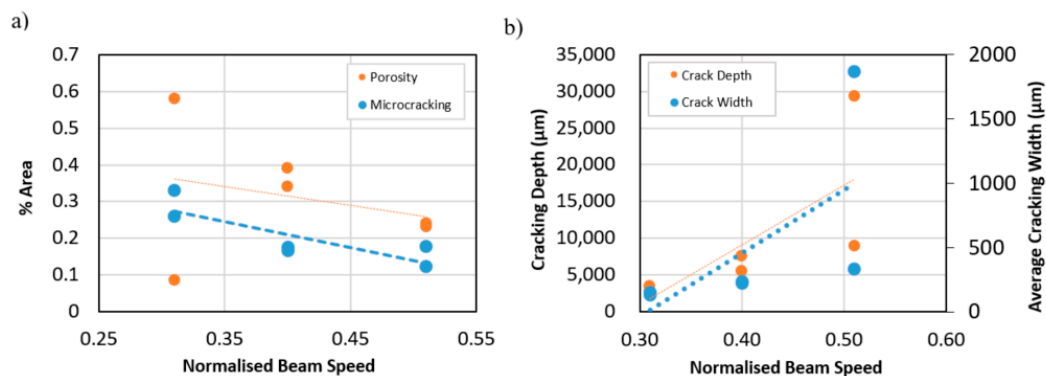 a)
% Area
0.7
0.6
0.5
0.4
0.3
0.2
0.1
0
Porosity
Microcracking
0.25
0.35
0.45
0.55
Normalised Beam Speed
b)
Cracking Depth (µm)
35,000
30,000
25,000
20,000
15,000
10,000
5,000
0
Crack Depth
Crack Width
2000
1500
1000
500
0
Average Cracking Width (µm)
0.30
0.40
0.50
0.60
Normalised Beam Speed